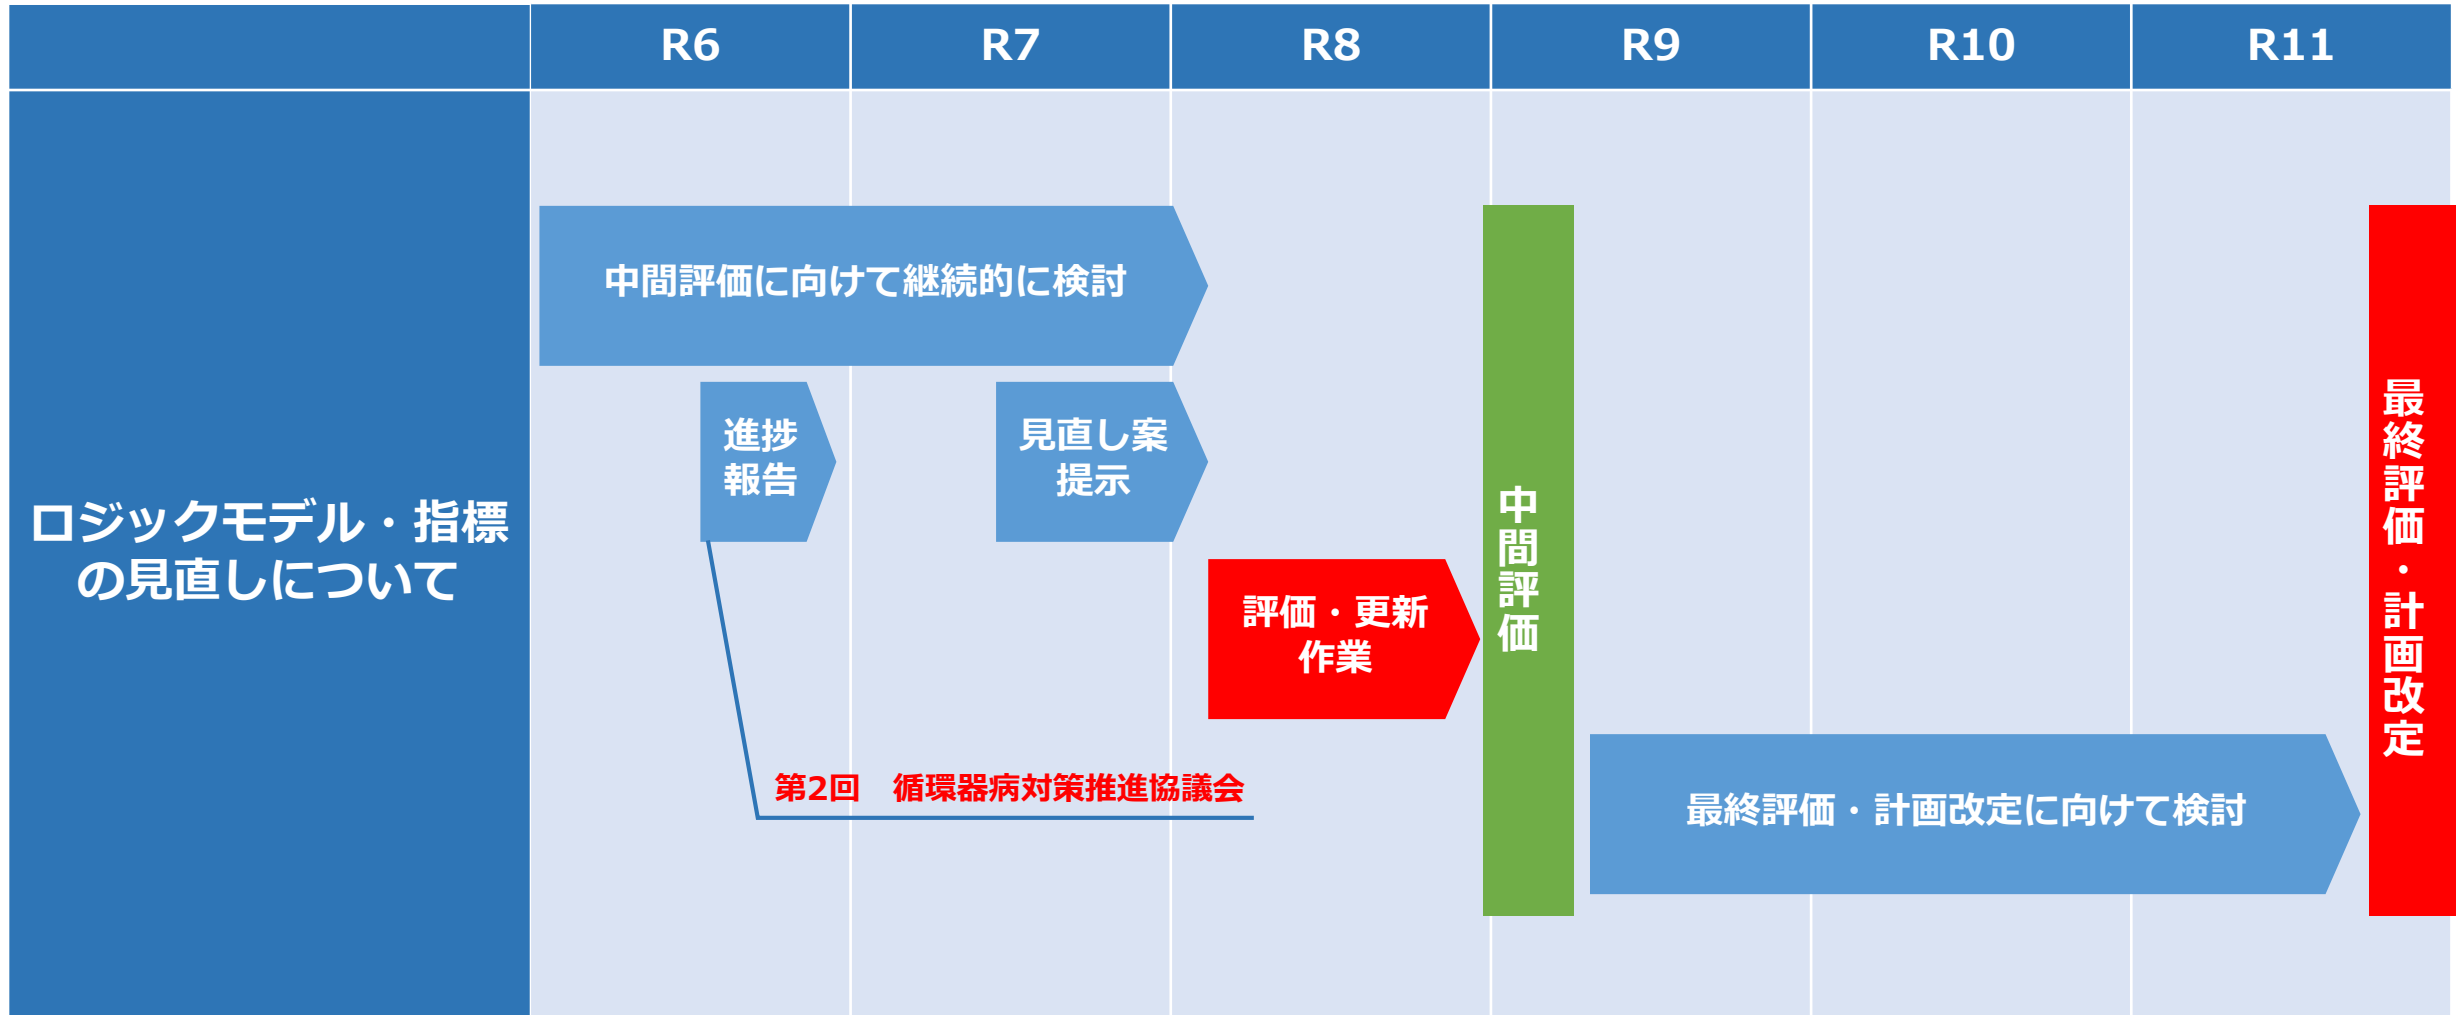 R6
R7
R8
R9
R10
R11
ロジックモデル・指標
の見直しについて
中間評価に向けて継続的に検討
進捗
報告
見直し案
提示
評価・更新
作業
第2回　循環器病対策推進協議会
中間評価
最終評価・計画改定に向けて検討
最終評価・計画改定